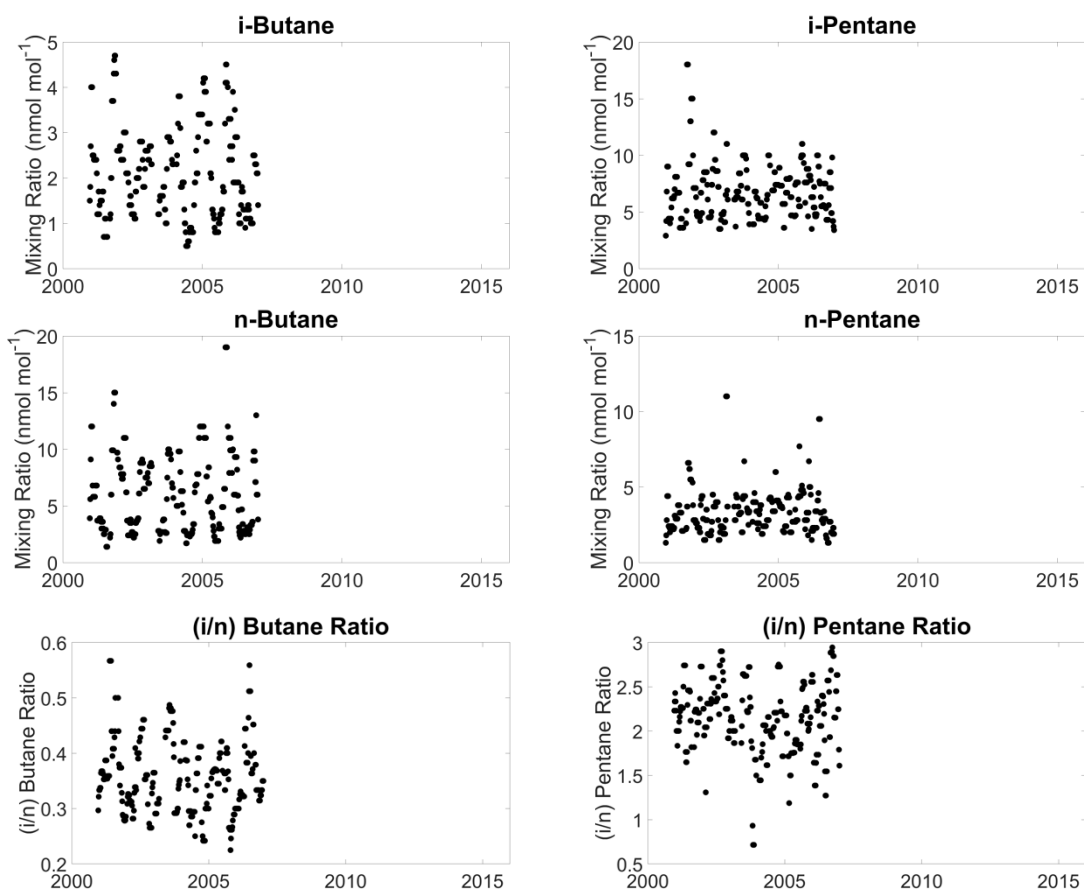 i-Butane
Mixing Ratio (nmol mol⁻¹)
5
4
3
2
1
0
2000 2005 2010 2015
i-Pentane
Mixing Ratio (nmol mol⁻¹)
20
15
10
5
0
2000 2005 2010 2015
n-Butane
Mixing Ratio (nmol mol⁻¹)
20
15
10
5
0
2000 2005 2010 2015
n-Pentane
Mixing Ratio (nmol mol⁻¹)
15
10
5
0
2000 2005 2010 2015
(i/n) Butane Ratio
(i/n) Butane Ratio
0.6
0.5
0.4
0.3
0.2
2000 2005 2010 2015
(i/n) Pentane Ratio
(i/n) Pentane Ratio
3
2.5
2
1.5
1
0.5
2000 2005 2010 2015